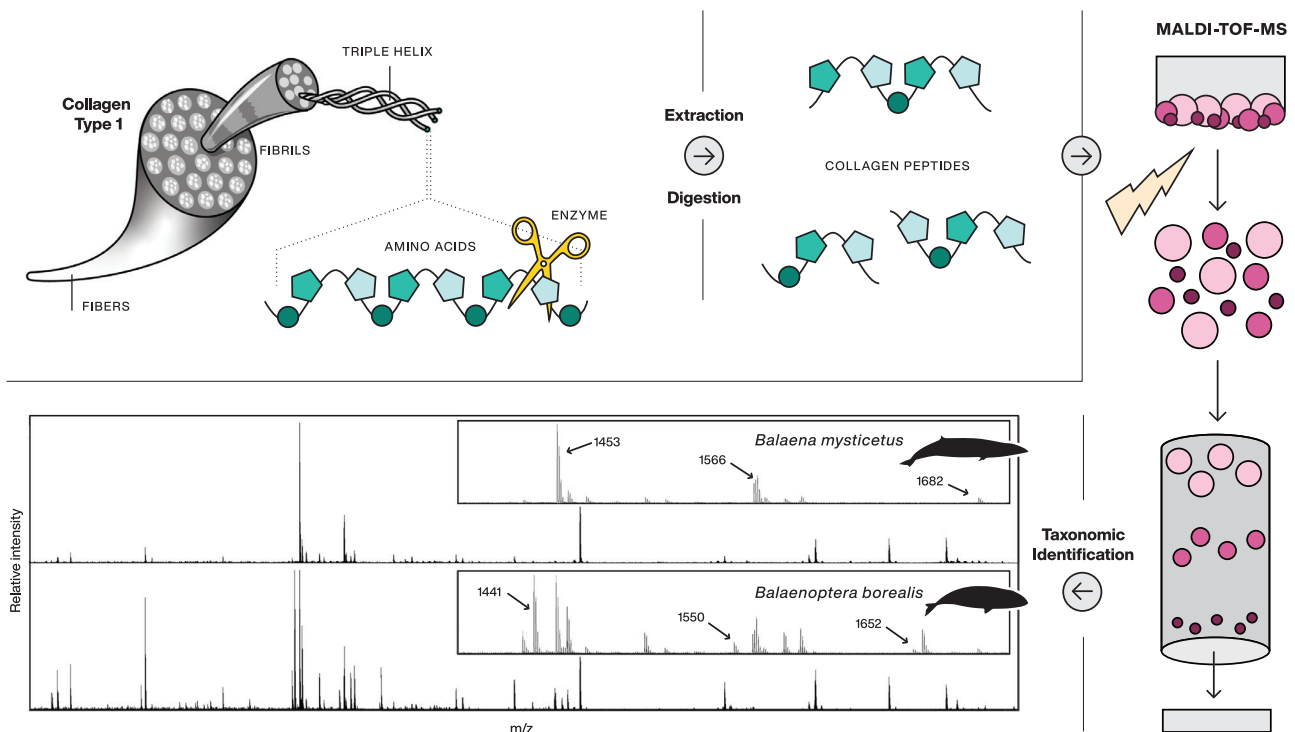 TRIPLE HELIX
Collagen
Type 1
FIBRILS
FIBERS
AMINO ACIDS
ENZYME
Extraction
Digestion
COLLAGEN PEPTIDES
MALDI-TOF-MS
Relative intensity
1453
1566
Balaena mysticetus
1682
1441
1550
Balaenoptera borealis
1652
m/z
Taxonomic
Identification